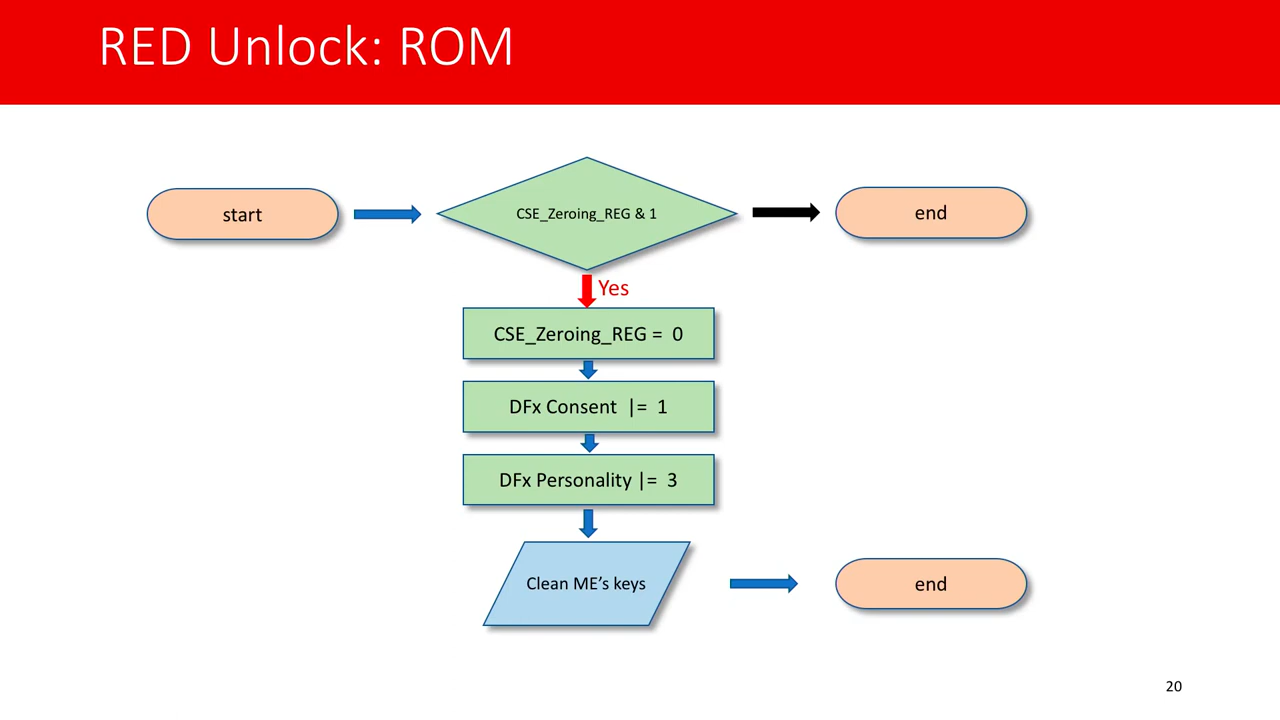 RED Unlock: ROM
start
CSE_Zeroing_REG & 1
end
Yes
CSE_Zeroing_REG = 0
DFx Consent |= 1
DFx Personality |= 3
Clean ME’s keys
end
20